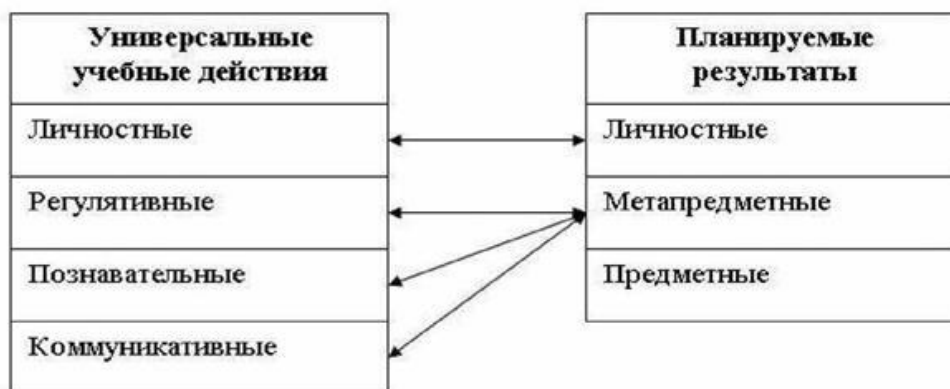 Универсальные
учебные действия
Личностные
Регулятивные
Познавательные
Коммуникативные
Планируемые
результаты
Личностные
Метапредметные
Предметные